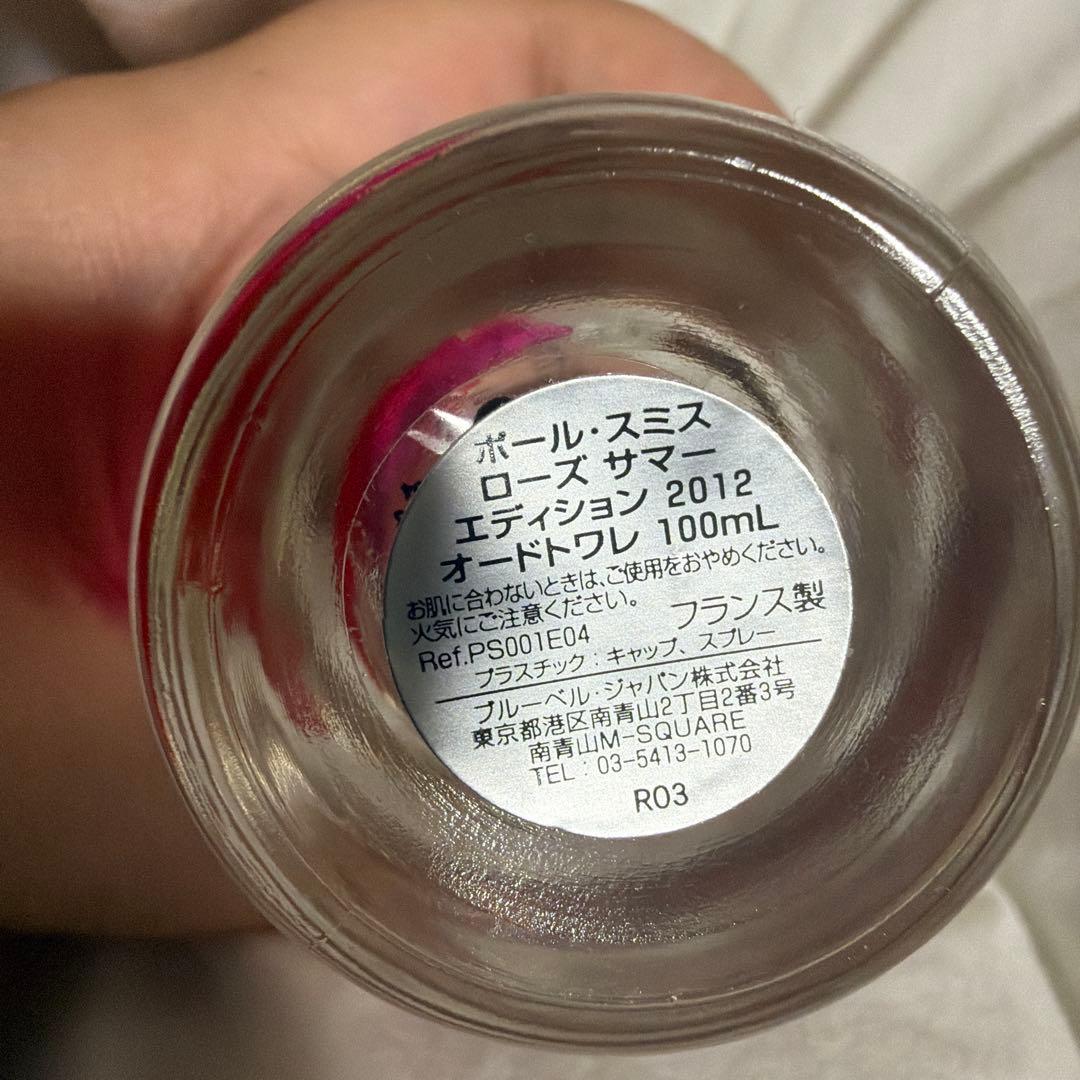 ポール・スミス
ローズ サマー
エディション 2012
オードトワレ 100mL
お肌に合わないときは、ご使用をおやめください。
火気にご注意ください。 フランス製
Ref.PS001E04
プラスチック：キャップ、スプレー
ブルーベル・ジャパン株式会社
東京都港区南青山2丁目2番3号
南青山M-SQUARE
TEL：03-5413-1070
R03